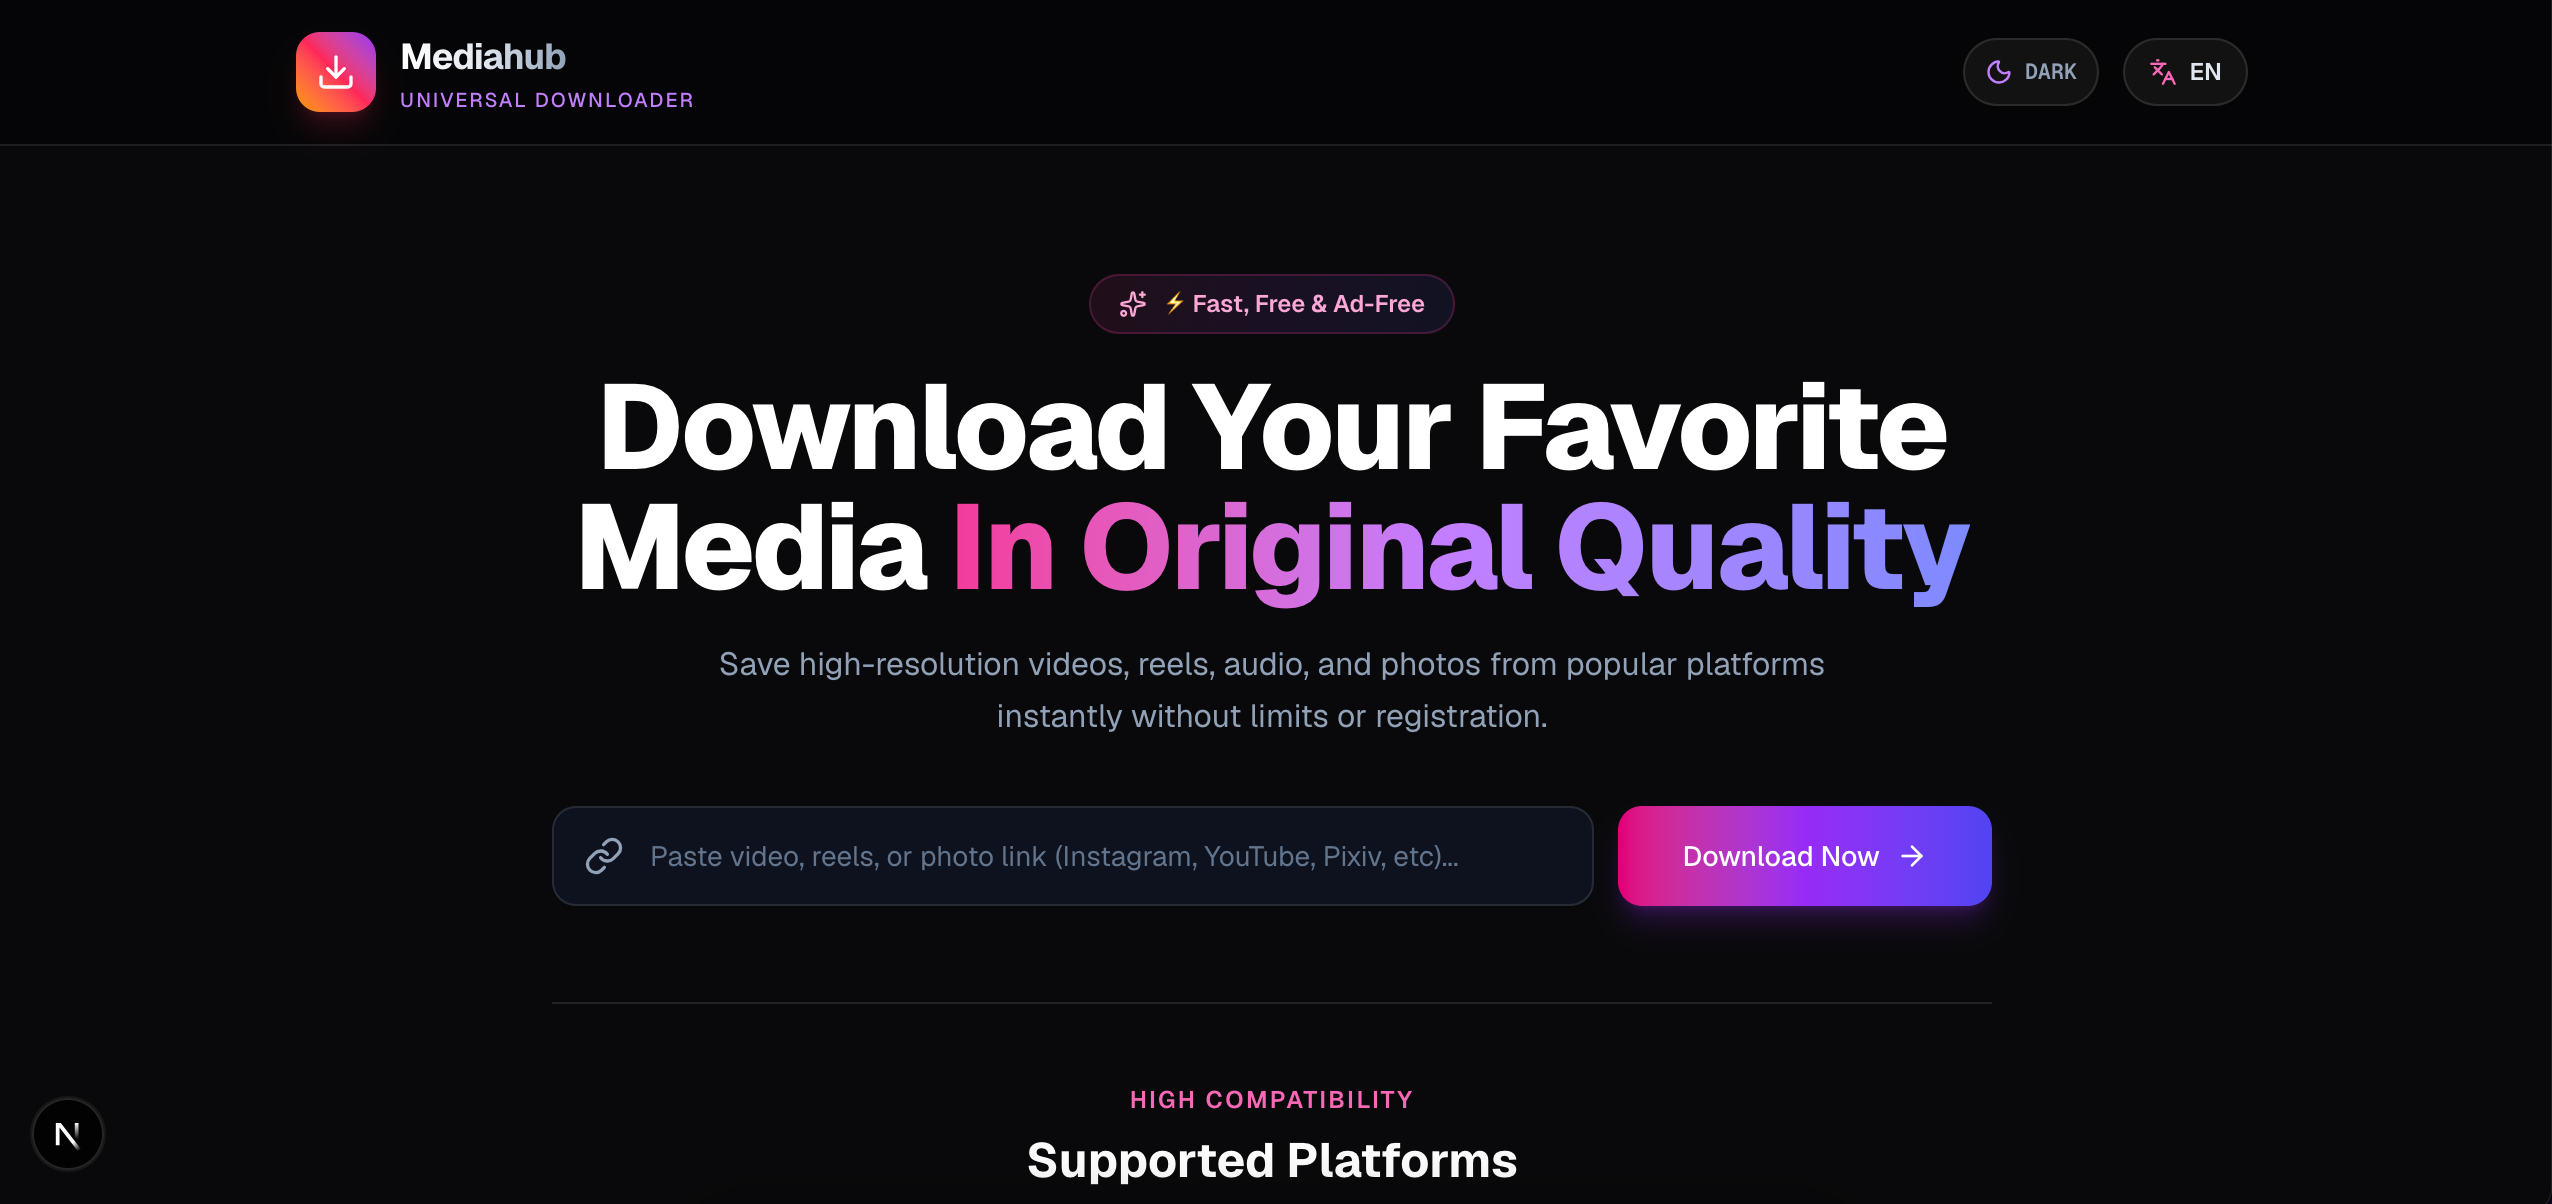 Mediahub
UNIVERSAL DOWNLOADER
DARK
EN
⚡ Fast, Free & Ad-Free
Download Your Favorite
Media In Original Quality
Save high-resolution videos, reels, audio, and photos from popular platforms
instantly without limits or registration.
Paste video, reels, or photo link (Instagram, YouTube, Pixiv, etc)...
Download Now
HIGH COMPATIBILITY
Supported Platforms
N